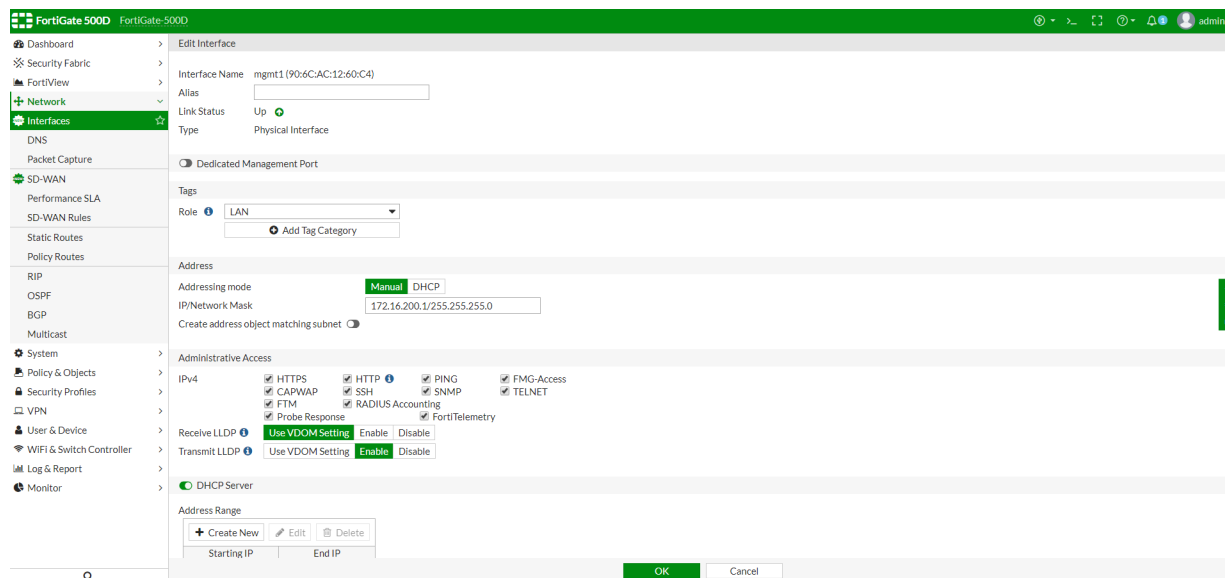 FortiGate 500D FortiGate-500D admin
Dashboard
Security Fabric
FortiView
Network
Interfaces
DNS
Packet Capture
SD-WAN
Performance SLA
SD-WAN Rules
Static Routes
Policy Routes
RIP
OSPF
BGP
Multicast
System
Policy & Objects
Security Profiles
VPN
User & Device
WiFi & Switch Controller
Log & Report
Monitor
Edit Interface
Interface Name mgmt1 (90:6C:AC:12:60:C4)
Alias
Link Status Up
Type Physical Interface
Dedicated Management Port
Tags
Role LAN
Add Tag Category
Address
Addressing mode Manual DHCP
IP/Network Mask 172.16.200.1/255.255.255.0
Create address object matching subnet
Administrative Access
IPv4 HTTPS HTTP PING FMG-Access
CAPWAP SSH SNMP TELNET
FTM RADIUS Accounting
Probe Response FortiTelemetry
Receive LLDP Use VDOM Setting Enable Disable
Transmit LLDP Use VDOM Setting Enable Disable
DHCP Server
Address Range
Create New Edit Delete
Starting IP End IP
OK Cancel